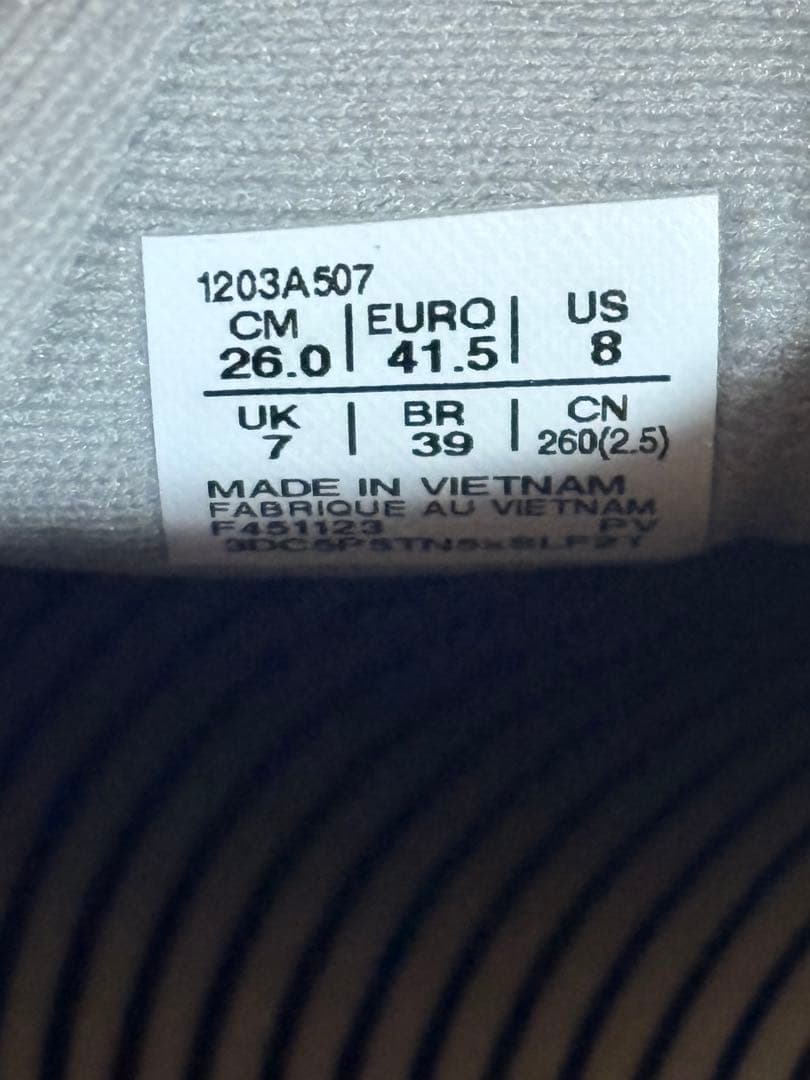 1203A507
CM | EURO | US
26.0 | 41.5 | 8
UK | BR | CN
7 | 39 | 260(2.5)
MADE IN VIETNAM
FABRIQUE AU VIETNAM
F451123 PV